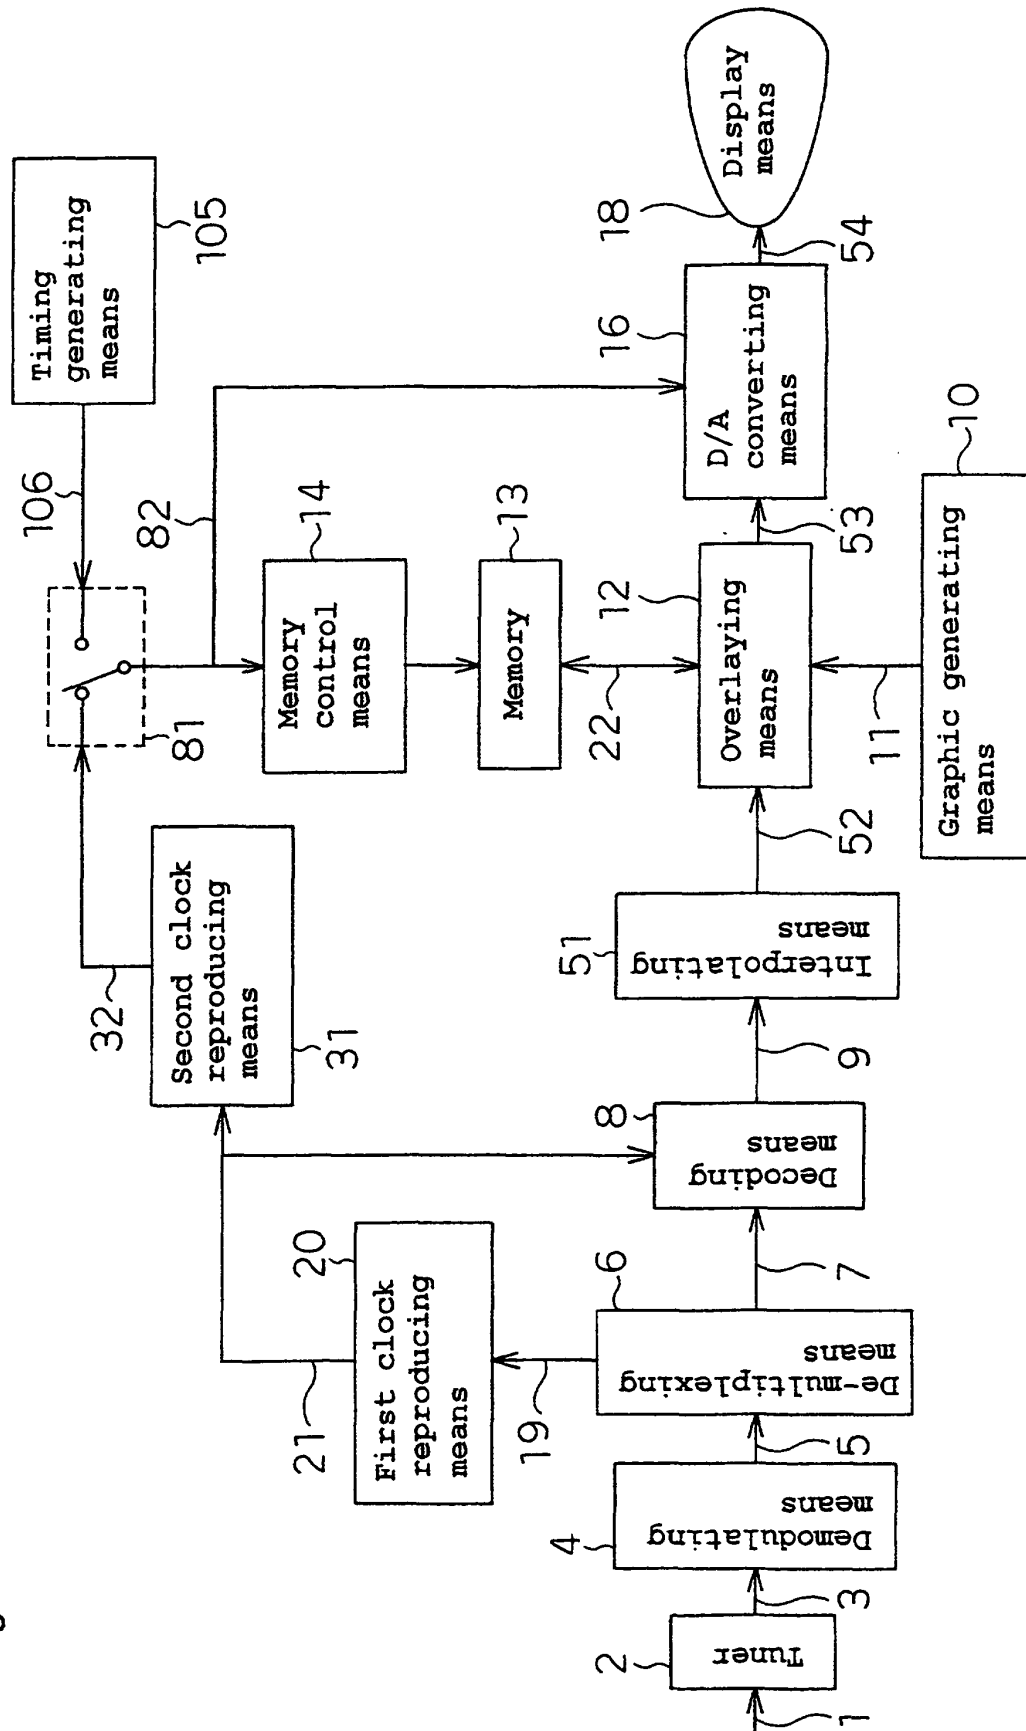 Timing
generating
means
105
106
81
82
32
Second clock
reproducing
means
31
Memory
control
means
14
Memory
13
22
D/A
converting
means
16
Display
means
18
54
53
Overlaying
means
12
11
Graphic generating
means
10
52
Interpolating
means
51
9
Decoding
means
8
7
First clock
reproducing
means
20
21
19
De-multiplexing
means
6
5
Demodulating
means
4
3
Tuner
2
1